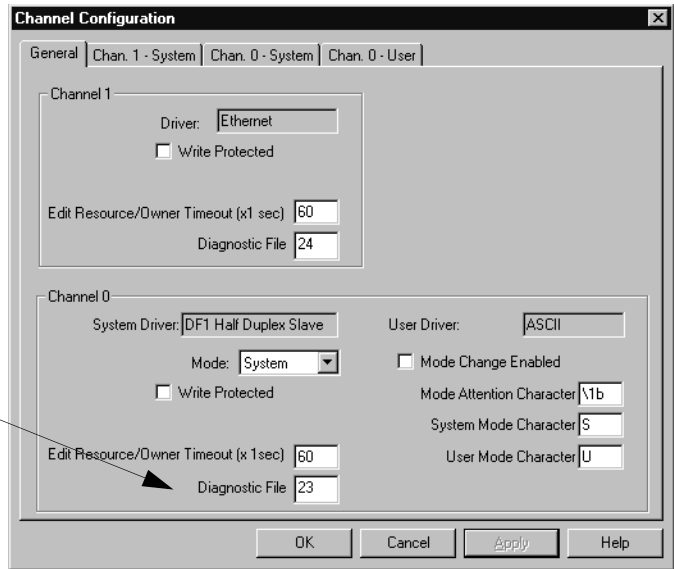 Channel Configuration
General Chan. 1 - System Chan. 0 - System Chan. 0 - User
Channel 1
Driver: Ethernet
Write Protected
Edit Resource/Owner Timeout (x1 sec) 60
Diagnostic File 24
Channel 0
System Driver: DF1 Half Duplex Slave User Driver: ASCII
Mode: System Mode Change Enabled
Write Protected Mode Attention Character \1b
System Mode Character S
Edit Resource/Owner Timeout (x 1sec) 60 User Mode Character U
Diagnostic File 23
OK Cancel Apply Help